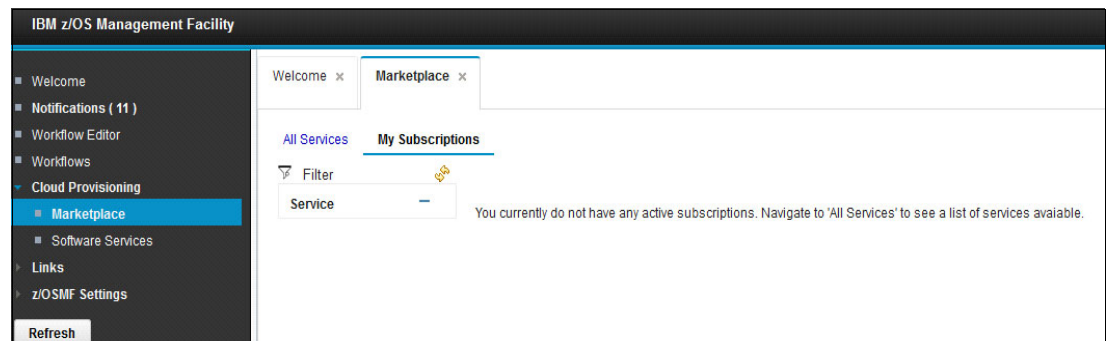 IBM z/OS Management Facility
Welcome
Notifications ( 11 )
Workflow Editor
Workflows
Cloud Provisioning
Marketplace
Software Services
Links
z/OSMF Settings
Refresh
Welcome ×
Marketplace ×
All Services My Subscriptions
Filter
Service
You currently do not have any active subscriptions. Navigate to 'All Services' to see a list of services avaiable.